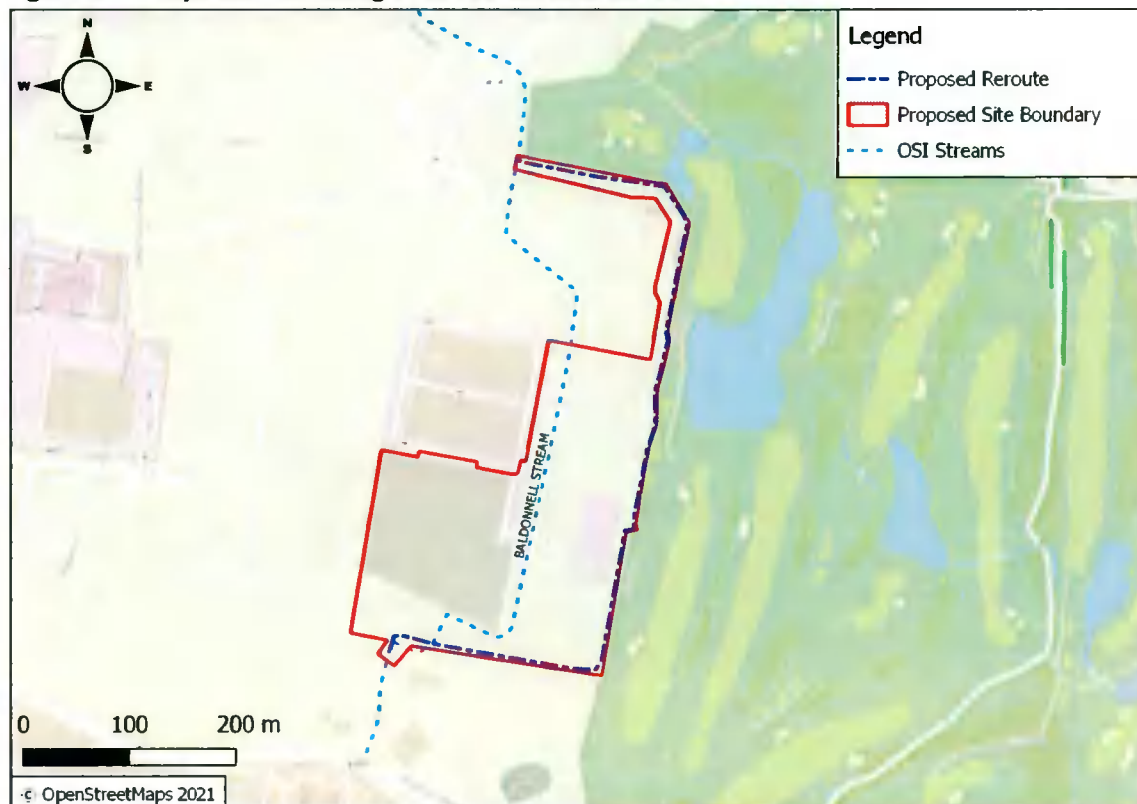 N
W E
S
Legend
Proposed Reroute
Proposed Site Boundary
OSI Streams
BALDONNELL STREAM
0 100 200 m
© OpenStreetMaps 2021